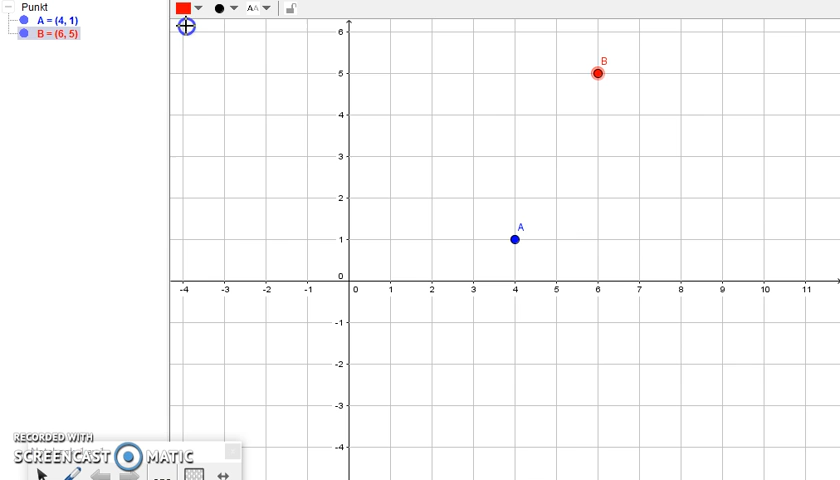 Punkt
A = (4, 1)
B = (6, 5)
AA
6
B
5
4
3
2
A
1
0
-4 -3 -2 -1 0 1 2 3 4 5 6 7 8 9 10 11
-1
-2
-3
-4
RECORDED WITH
SCREENCAST MATIC